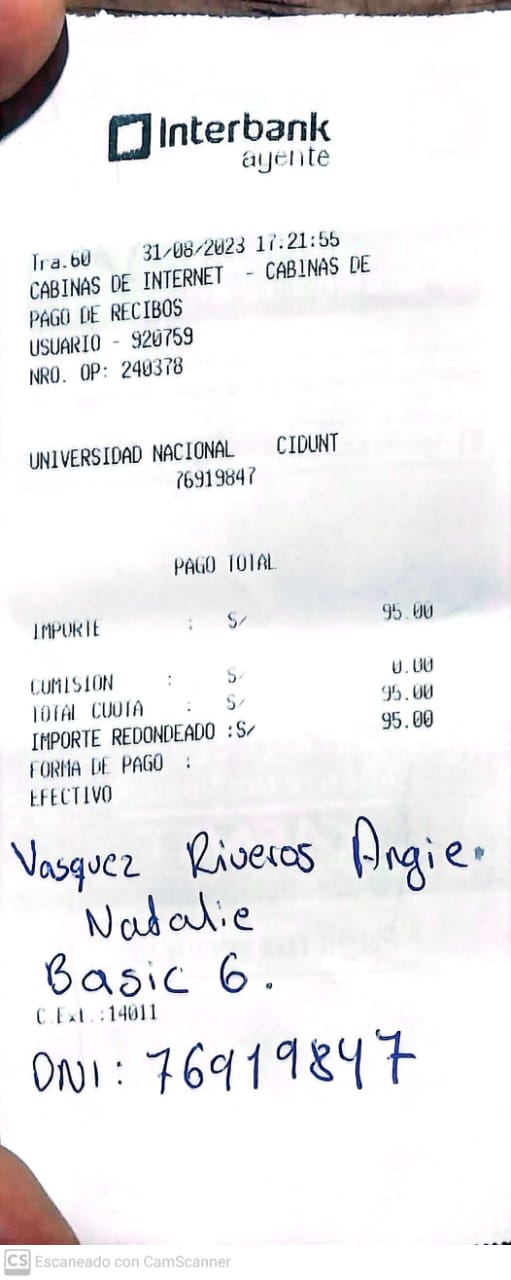 Interbank
agente
Tra.60 31/08/2023 17:21:55
CABINAS DE INTERNET - CABINAS DE
PAGO DE RECIBOS
USUARIO - 920759
NRO. OP: 240378
UNIVERSIDAD NACIONAL CIDUNT
76919847
PAGO TOTAL
IMPORTE : S/ 95.00
COMISION : S/ 0.00
TOTAL CUOTA : S/ 95.00
IMPORTE REDONDEADO :S/ 95.00
FORMA DE PAGO :
EFECTIVO
Vasquez Riveros Angie.
Natalie
Basic 6.
C.Ext.:14011
DNI: 76919847
CS Escaneado con CamScanner